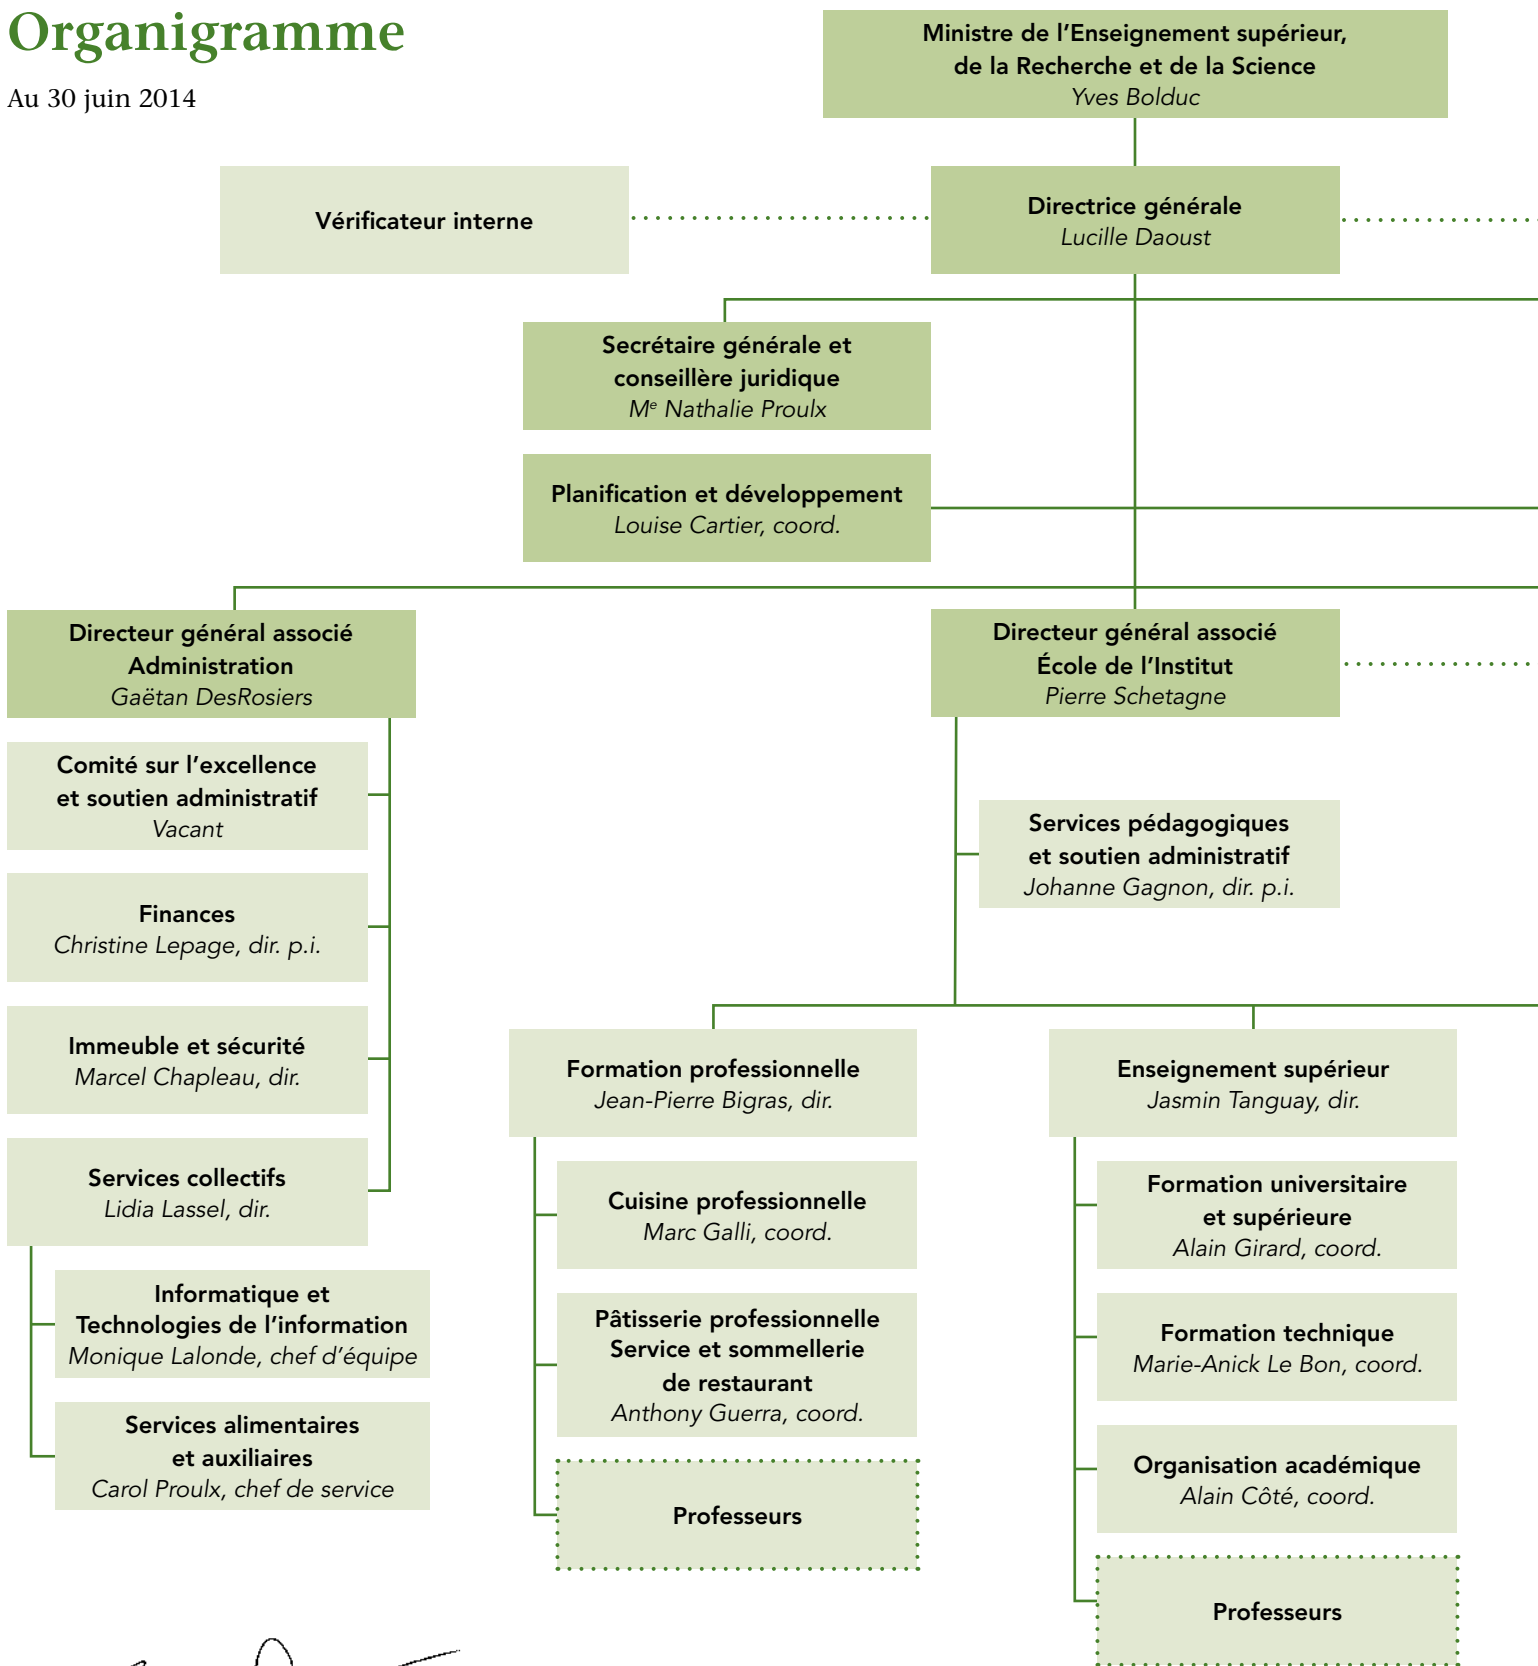 Organigramme
Au 30 juin 2014
Ministre de l'Enseignement supérieur,
de la Recherche et de la Science
Yves Bolduc
Vérificateur interne
Directrice générale
Lucille Daoust
Secrétaire générale et
conseillère juridique
Me Nathalie Proulx
Planification et développement
Louise Cartier, coord.
Directeur général associé
Administration
Gaëtan DesRosiers
Directeur général associé
École de l'Institut
Pierre Schetagne
Comité sur l'excellence
et soutien administratif
Vacant
Finances
Christine Lepage, dir. p.i.
Immeuble et sécurité
Marcel Chapleau, dir.
Services collectifs
Lidia Lassel, dir.
Informatique et
Technologies de l'information
Monique Lalonde, chef d'équipe
Services alimentaires
et auxiliaires
Carol Proulx, chef de service
Services pédagogiques
et soutien administratif
Johanne Gagnon, dir. p.i.
Formation professionnelle
Jean-Pierre Bigras, dir.
Cuisine professionnelle
Marc Galli, coord.
Pâtisserie professionnelle
Service et sommellerie
de restaurant
Anthony Guerra, coord.
Professeurs
Enseignement supérieur
Jasmin Tanguay, dir.
Formation universitaire
et supérieure
Alain Girard, coord.
Formation technique
Marie-Anick Le Bon, coord.
Organisation académique
Alain Côté, coord.
Professeurs